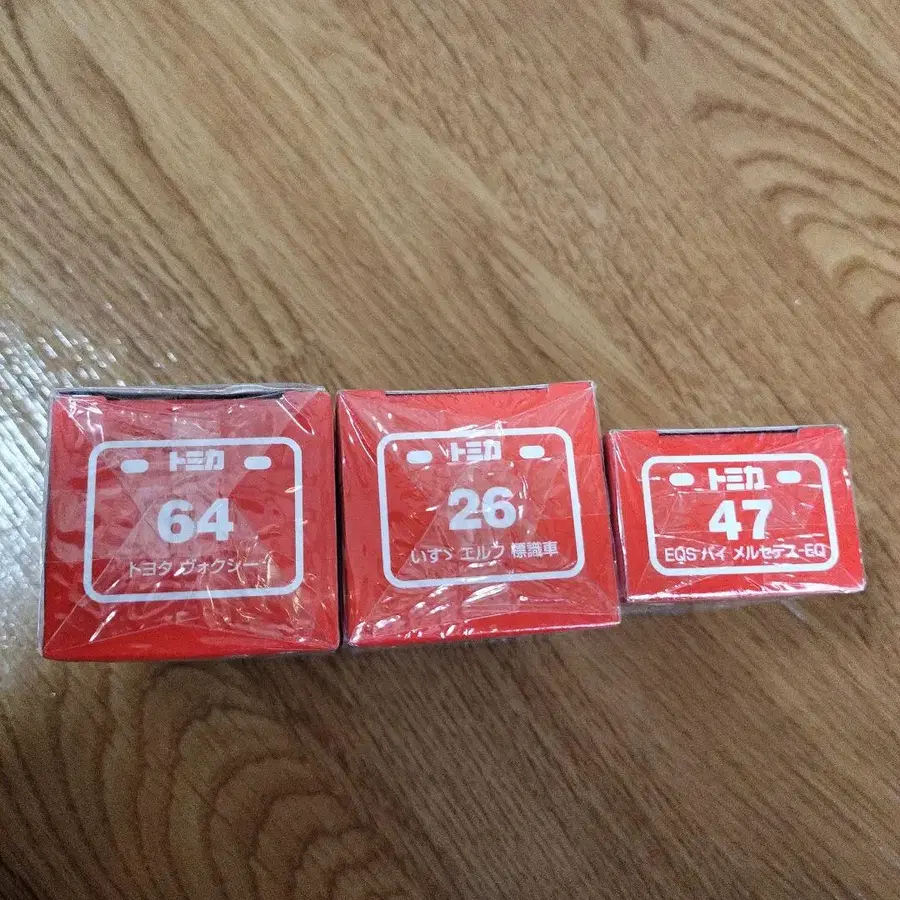 トミカ
64
トヨタ ヴォクシー
トミカ
26
いすゞ エルフ 標識車
トミカ
47
EQS バイ メルセデス-EQ